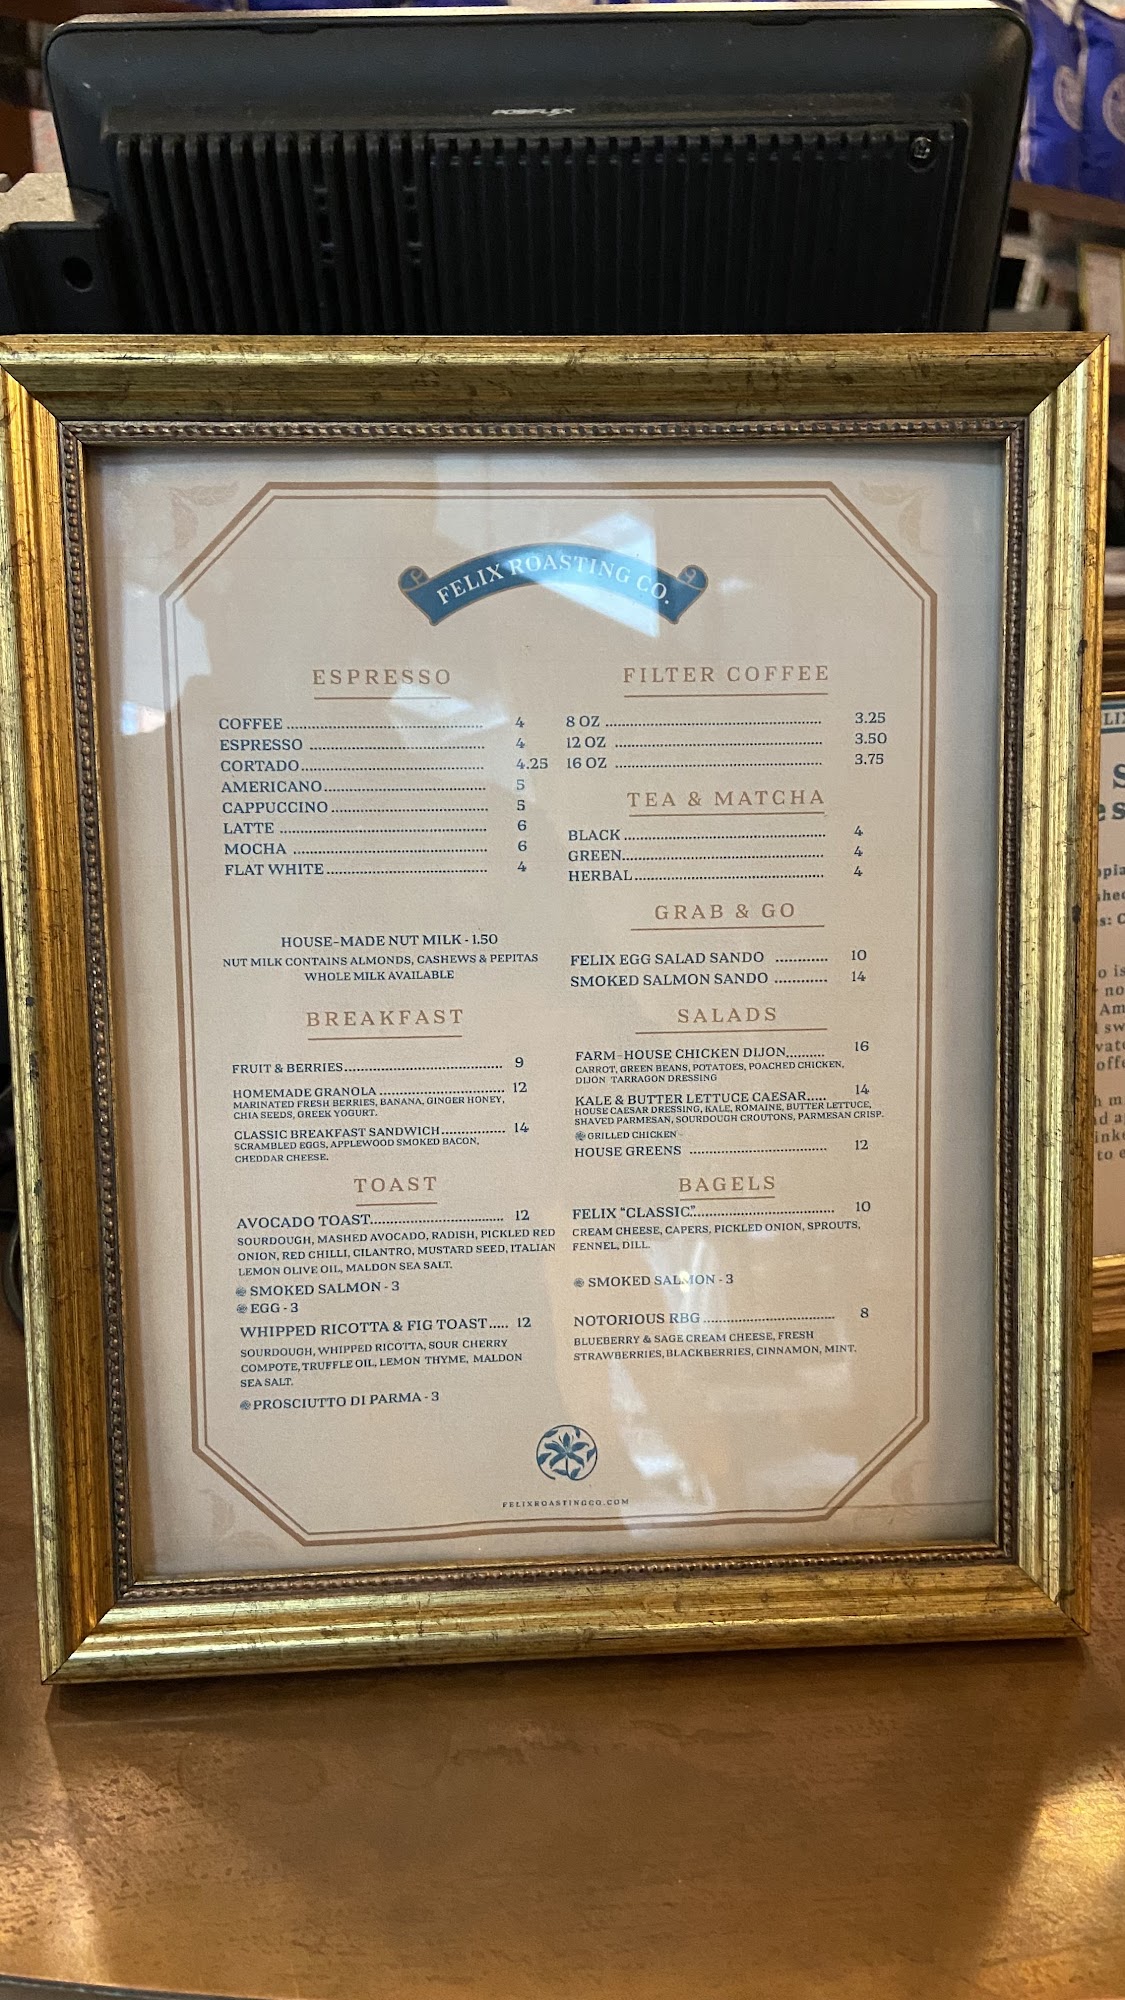 POSIFLEX
FELIX ROASTING CO.
ESPRESSO
COFFEE 4
ESPRESSO 4
CORTADO 4.25
AMERICANO 5
CAPPUCCINO 5
LATTE 6
MOCHA 6
FLAT WHITE 4
HOUSE-MADE NUT MILK - 1.50
NUT MILK CONTAINS ALMONDS, CASHEWS & PEPITAS
WHOLE MILK AVAILABLE
BREAKFAST
FRUIT & BERRIES 9
HOMEMADE GRANOLA 12
MARINATED FRESH BERRIES, BANANA, GINGER HONEY,
CHIA SEEDS, GREEK YOGURT.
CLASSIC BREAKFAST SANDWICH 14
SCRAMBLED EGGS, APPLEWOOD SMOKED BACON,
CHEDDAR CHEESE.
TOAST
AVOCADO TOAST 12
SOURDOUGH, MASHED AVOCADO, RADISH, PICKLED RED
ONION, RED CHILLI, CILANTRO, MUSTARD SEED, ITALIAN
LEMON OLIVE OIL, MALDON SEA SALT.
SMOKED SALMON - 3
EGG - 3
WHIPPED RICOTTA & FIG TOAST 12
SOURDOUGH, WHIPPED RICOTTA, SOUR CHERRY
COMPOTE, TRUFFLE OIL, LEMON THYME, MALDON
SEA SALT.
PROSCIUTTO DI PARMA - 3
FILTER COFFEE
8 OZ 3.25
12 OZ 3.50
16 OZ 3.75
TEA & MATCHA
BLACK 4
GREEN 4
HERBAL 4
GRAB & GO
FELIX EGG SALAD SANDO 10
SMOKED SALMON SANDO 14
SALADS
FARM-HOUSE CHICKEN DIJON 16
CARROT, GREEN BEANS, POTATOES, POACHED CHICKEN,
DIJON TARRAGON DRESSING
KALE & BUTTER LETTUCE CAESAR 14
HOUSE CAESAR DRESSING, KALE, ROMAINE, BUTTER LETTUCE,
SHAVED PARMESAN, SOURDOUGH CROUTONS, PARMESAN CRISP.
GRILLED CHICKEN -
HOUSE GREENS 12
BAGELS
FELIX "CLASSIC" 10
CREAM CHEESE, CAPERS, PICKLED ONION, SPROUTS,
FENNEL, DILL.
SMOKED SALMON - 3
NOTORIOUS RBG 8
BLUEBERRY & SAGE CREAM CHEESE, FRESH
STRAWBERRIES, BLACKBERRIES, CINNAMON, MINT.
FELIXROASTINGCO.COM